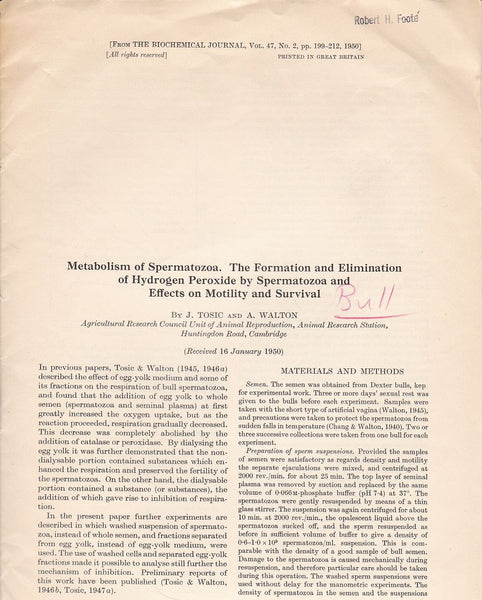 Robert H. Foote
[FROM THE BIOCHEMICAL JOURNAL, VOL. 47, No. 2, pp. 199–212, 1950]
[All rights reserved]
PRINTED IN GREAT BRITAIN
Metabolism of Spermatozoa. The Formation and Elimination
of Hydrogen Peroxide by Spermatozoa and
Effects on Motility and Survival
Bull
BY J. TOSIC AND A. WALTON
Agricultural Research Council Unit of Animal Reproduction, Animal Research Station,
Huntingdon Road, Cambridge
(Received 16 January 1950)
In previous papers, Tosic & Walton (1945, 1946a)
described the effect of egg-yolk medium and some of
its fractions on the respiration of bull spermatozoa,
and found that the addition of egg yolk to whole
semen (spermatozoa and seminal plasma) at first
greatly increased the oxygen uptake, but as the
reaction proceeded, respiration gradually decreased.
This decrease was completely abolished by the
addition of catalase or peroxidase. By dialysing the
egg yolk it was further demonstrated that the non-
dialysable portion contained substances which en-
hanced the respiration and preserved the fertility of
the spermatozoa. On the other hand, the dialysable
portion contained a substance (or substances), the
addition of which gave rise to inhibition of respira-
tion.
In the present paper further experiments are
described in which washed suspension of spermato-
zoa, instead of whole semen, and fractions separated
from egg yolk, instead of egg-yolk medium, were
used. The use of washed cells and separated egg-yolk
fractions made it possible to analyse still further the
mechanism of inhibition. Preliminary reports of
this work have been published (Tosic & Walton,
1946b, Tosic, 1947a).
MATERIALS AND METHODS
Semen. The semen was obtained from Dexter bulls, kep
for experimental work. Three or more days' sexual rest was
given to the bulls before each experiment. Samples were
taken with the short type of artificial vagina (Walton, 1945),
and precautions were taken to protect the spermatozoa from
sudden falls in temperature (Chang & Walton, 1940). Two or
three successive collections were taken from one bull for each
experiment.
Preparation of sperm suspensions. Provided the samples
of semen were satisfactory as regards density and motility
the separate ejaculations were mixed, and centrifuged at
2000 rev./min. for about 25 min. The top layer of seminal
plasma was removed by suction and replaced by the same
volume of 0·066M-phosphate buffer (pH 7·4) at 37°. The
spermatozoa were gently resuspended by means of a thin
glass stirrer. The suspension was again centrifuged for about
10 min. at 2000 rev./min., the opalescent liquid above the
sperm sucked off, and the sperm resuspended as
before in sufficient volume of buffer to give a density of
0·6–1·0 x 10⁹ spermatozoa/ml. suspension. This is com-
parable with the density of a good sample of bull semen.
Damage to the spermatozoa is caused mechanically during
resuspension, and therefore particular care should be taken
during this operation. The washed sperm suspensions were
used without delay for the manometric experiments. The
density of spermatozoa in the semen and the suspensions